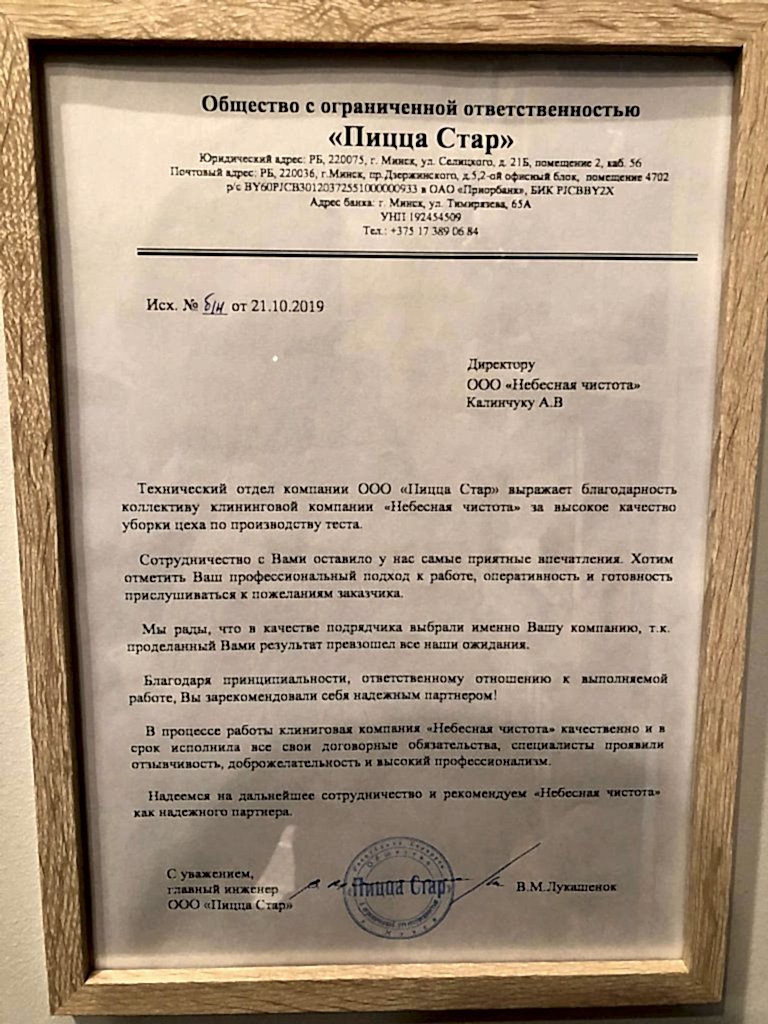 Общество с ограниченной ответственностью
«Пицца Стар»
Юридический адрес: РБ, 220075, г. Минск, ул. Селицкого, д. 21Б, помещение 2, каб. 56
Почтовый адрес: РБ, 220036, г.Минск, пр.Дзержинского, д.5,2-ой офисный блок, помещение 4702
р/с BY60PJCB30120372551000000933 в ОАО «Приорбанк», БИК PJCBBY2X
Адрес банка: г. Минск, ул. Тимирязева, 65А
УНП 192454509
Тел.: +375 17 389 06 84
Исх. № б/н от 21.10.2019
Директору
ООО «Небесная чистота»
Калинчуку А.В
Технический отдел компании ООО «Пицца Стар» выражает благодарность
коллективу клининговой компании «Небесная чистота» за высокое качество
уборки цеха по производству теста.
Сотрудничество с Вами оставило у нас самые приятные впечатления. Хотим
отметить Ваш профессиональный подход к работе, оперативность и готовность
прислушиваться к пожеланиям заказчика.
Мы рады, что в качестве подрядчика выбрали именно Вашу компанию, т.к.
проделанный Вами результат превзошел все наши ожидания.
Благодаря принципиальности, ответственному отношению к выполняемой
работе, Вы зарекомендовали себя надежным партнером!
В процессе работы клиниговая компания «Небесная чистота» качественно и в
срок исполнила все свои договорные обязательства, специалисты проявили
отзывчивость, доброжелательность и высокий профессионализм.
Надеемся на дальнейшее сотрудничество и рекомендуем «Небесная чистота»
как надежного партнера.
С уважением,
главный инженер
ООО «Пицца Стар»
Республика Беларусь
Общество
«Пицца Стар»
с ограниченной ответственностью
Минск
В.М.Лукашенок